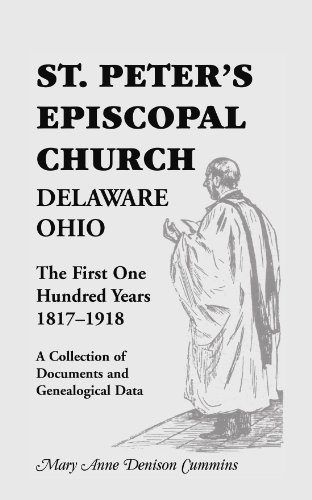 ST. PETER’S
EPISCOPAL
CHURCH
DELAWARE
OHIO
The First One
Hundred Years
1817–1918
A Collection of
Documents and
Genealogical Data
Mary Anne Denison Cummins